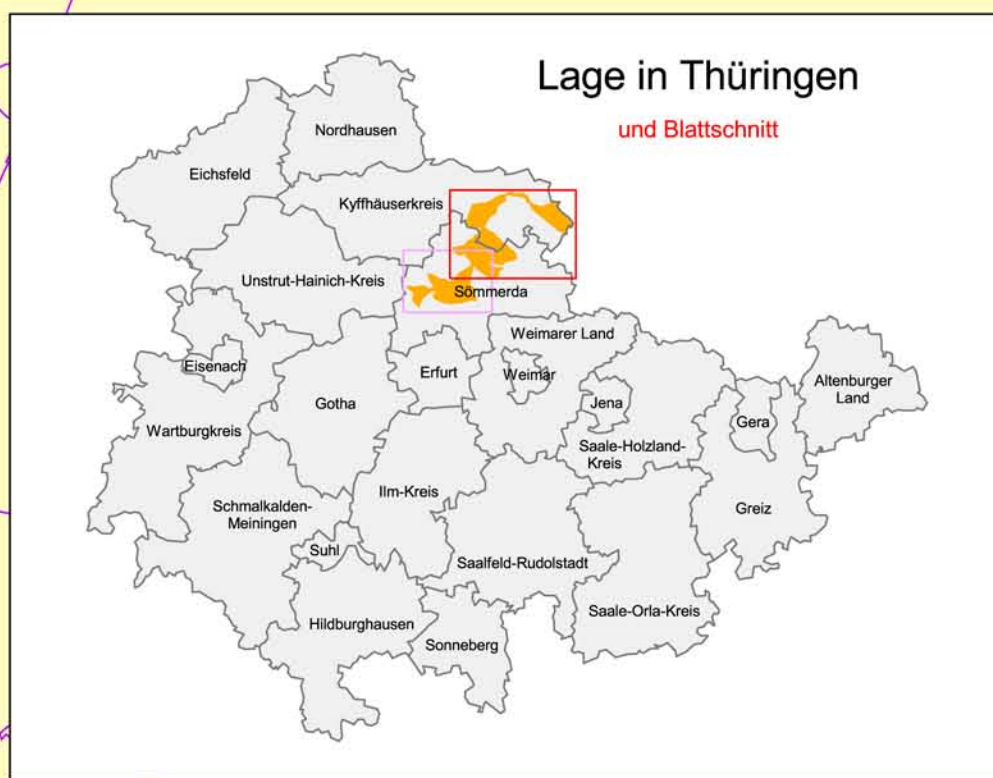 Lage in Thüringen
und Blattschnitt
Nordhausen
Eichsfeld
Kyffhäuserkreis
Unstrut-Hainich-Kreis
Sömmerda
Weimarer Land
Eisenach
Erfurt
Weimar
Altenburger
Land
Gotha
Jena
Gera
Wartburgkreis
Saale-Holzland-
Kreis
Ilm-Kreis
Schmalkalden-
Meiningen
Greiz
Suhl
Saalfeld-Rudolstadt
Saale-Orla-Kreis
Hildburghausen
Sonneberg